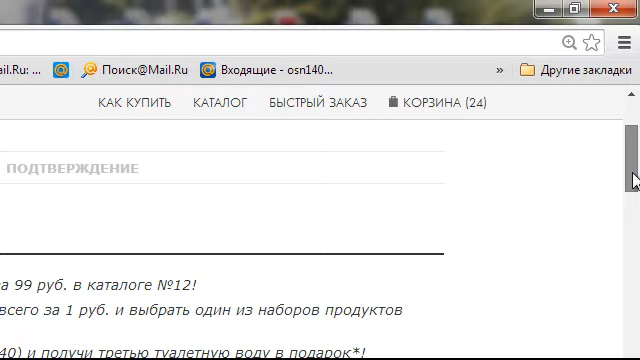 ail.Ru: ...
Поиск@Mail.Ru
Входящие - osn140...
»
Другие закладки
КАК КУПИТЬ
КАТАЛОГ
БЫСТРЫЙ ЗАКАЗ
КОРЗИНА (24)
ПОДТВЕРЖДЕНИЕ
а 99 руб. в каталоге №12!
всего за 1 руб. и выбрать один из наборов продуктов
40) и получи третью туалетную воду в подарок*!